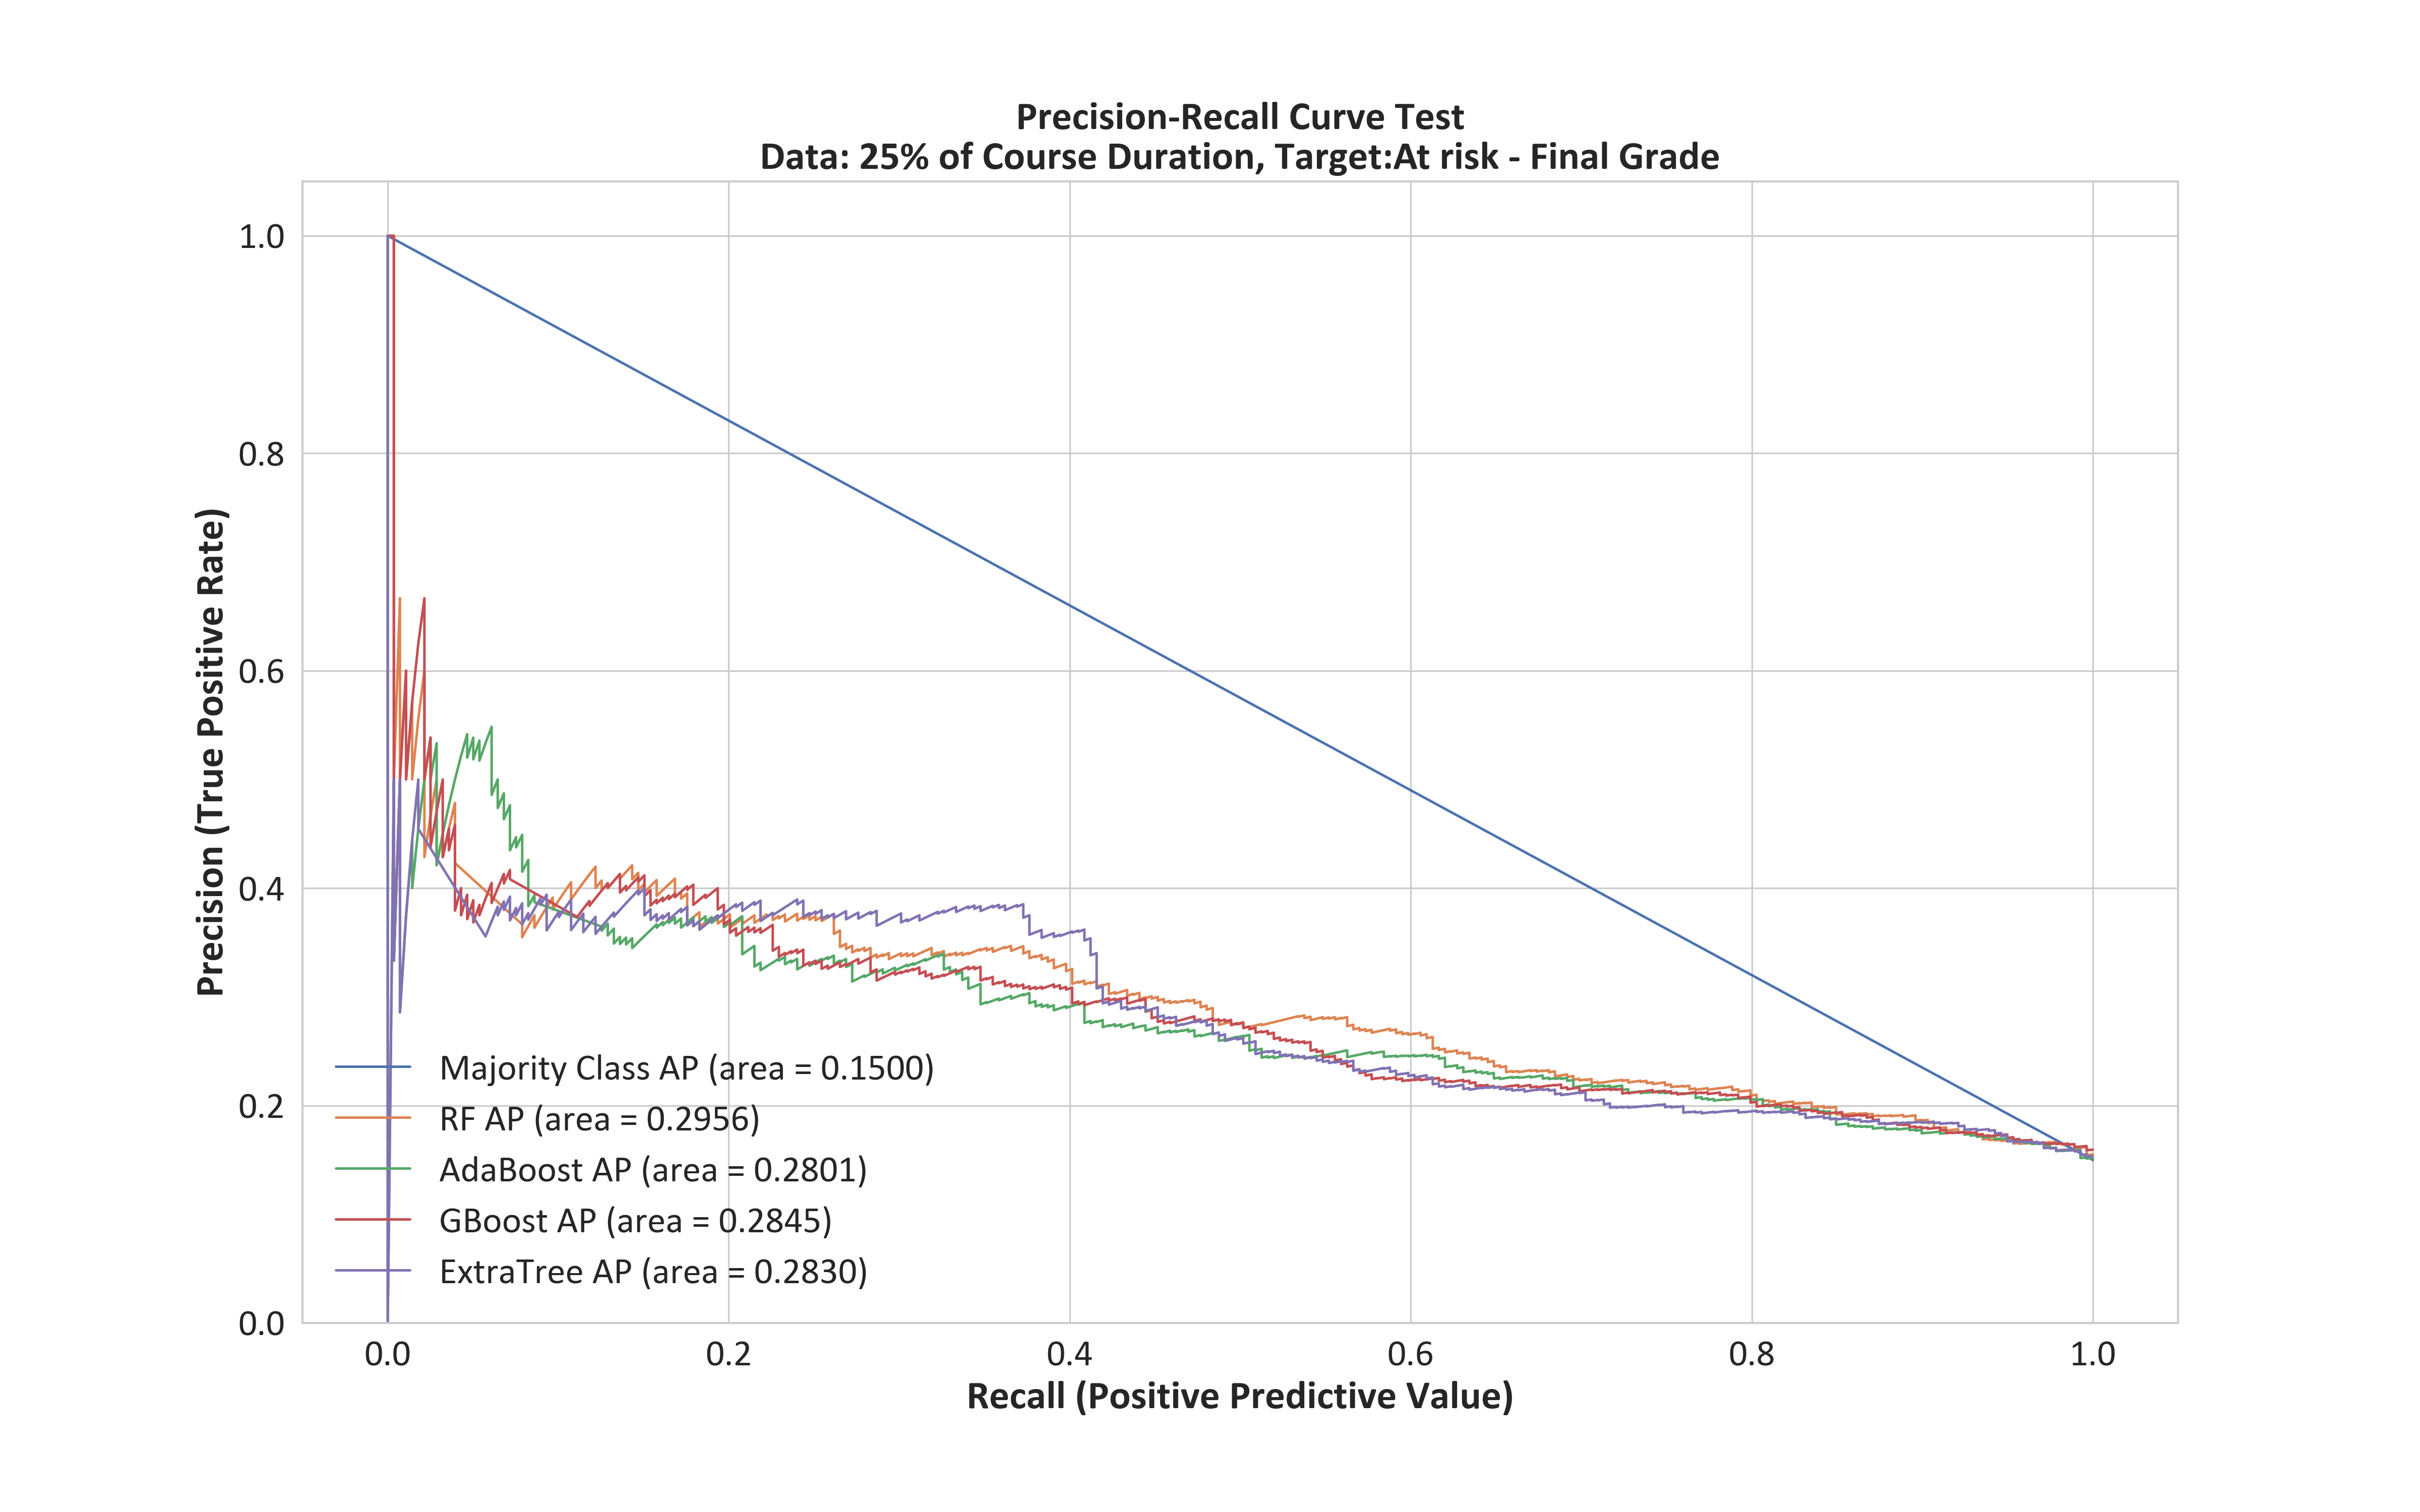 Precision-Recall Curve Test
Data: 25% of Course Duration, Target:At risk - Final Grade
Precision (True Positive Rate)
1.0
0.8
0.6
0.4
0.2
0.0
Majority Class AP (area = 0.1500)
RF AP (area = 0.2956)
AdaBoost AP (area = 0.2801)
GBoost AP (area = 0.2845)
ExtraTree AP (area = 0.2830)
0.0 0.2 0.4 0.6 0.8 1.0
Recall (Positive Predictive Value)